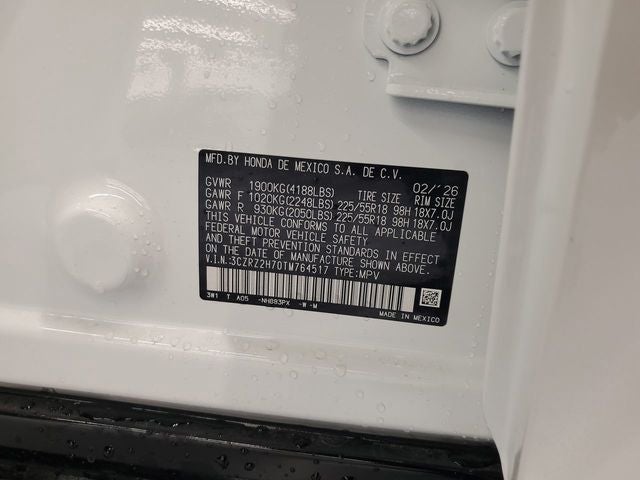 MFD.BY HONDA DE MEXICO S.A. DE C.V.
02/'26
GVWR 1900KG(4188LBS) TIRE SIZE RIM SIZE
GAWR F 1020KG(2248LBS) 225/55R18 98H 18X7.0J
GAWR R 930KG(2050LBS) 225/55R18 98H 18X7.0J
THIS VEHICLE CONFORMS TO ALL APPLICABLE
FEDERAL MOTOR VEHICLE SAFETY
AND THEFT PREVENTION STANDARDS IN EFFECT
ON THE DATE OF MANUFACTURE SHOWN ABOVE.
V.I.N.:3CZRZ2H70TM764517 TYPE:MPV
3W1 T A05 -NH883PX -W -M
MADE IN MEXICO